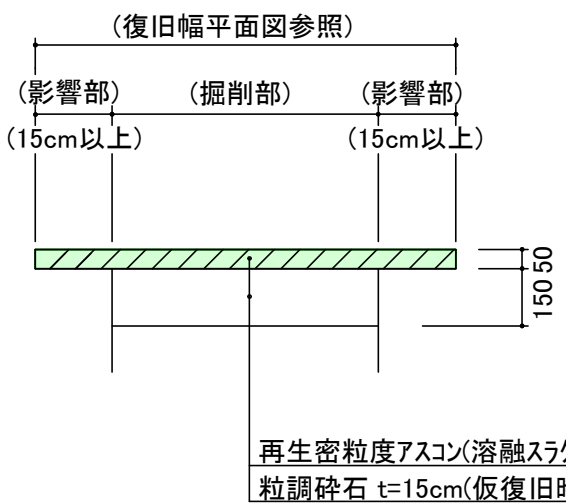 (復旧幅平面図参照)
(影響部)
(掘削部)
(影響部)
(15cm以上)
(15cm以上)
50
150
再生密粒度アスコン(溶融スラ
粒調砕石 t=15cm(仮復旧